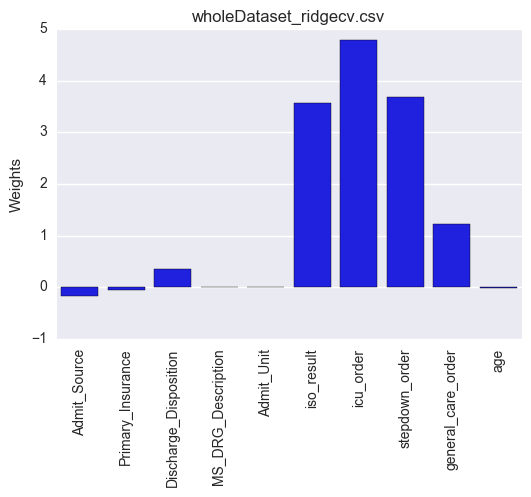 wholeDataset_ridgecv.csv
Weights
5
4
3
2
1
0
−1
Admit_Source
Primary_Insurance
Discharge_Disposition
MS_DRG_Description
Admit_Unit
iso_result
icu_order
stepdown_order
general_care_order
age